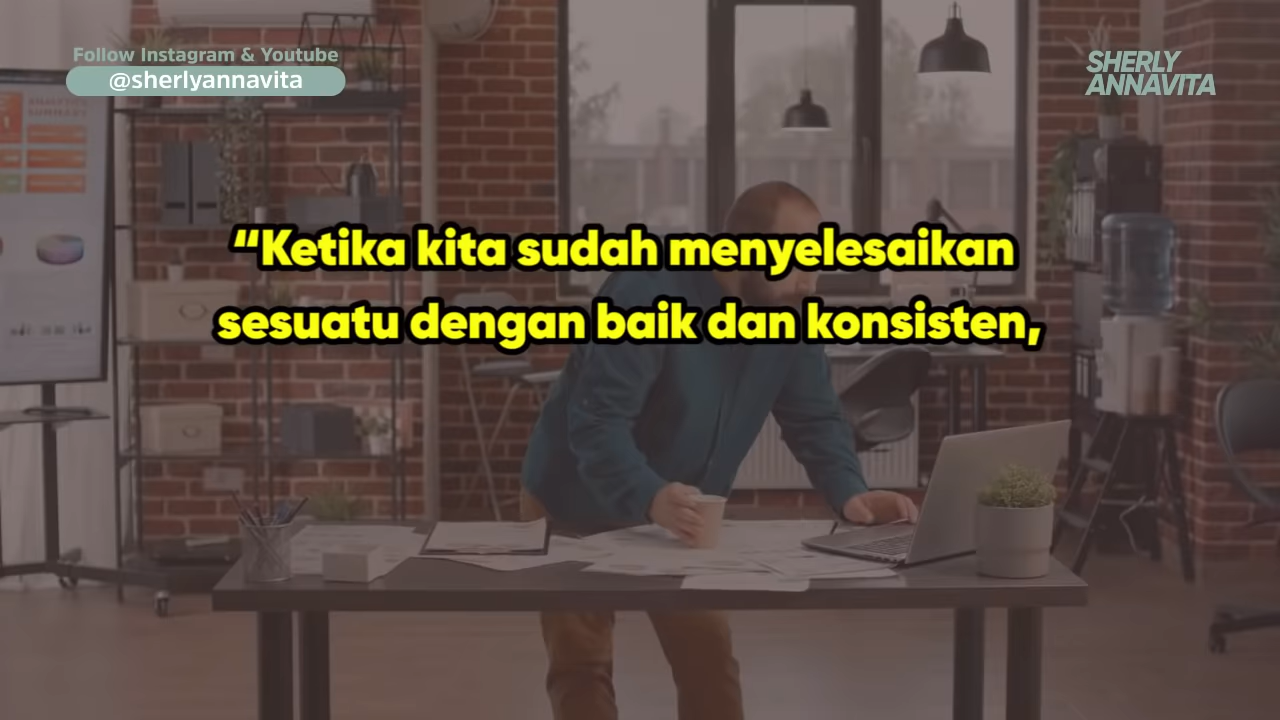 Follow Instagram & Youtube
@sherlyannavita
SHERLY
ANNAVITA
“Ketika kita sudah menyelesaikan
sesuatu dengan baik dan konsisten,